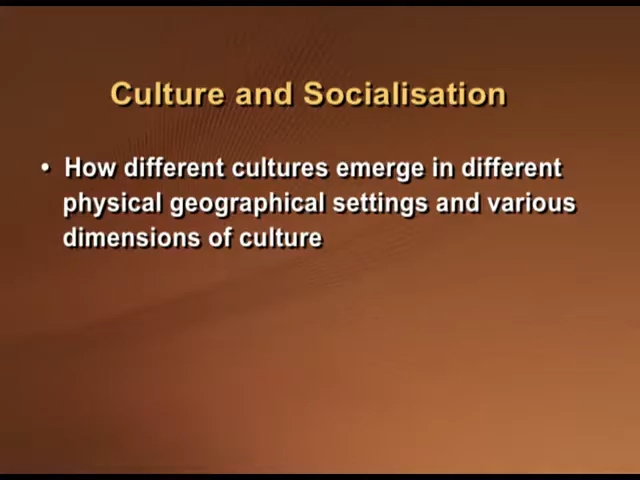 Culture and Socialisation
• How different cultures emerge in different
physical geographical settings and various
dimensions of culture